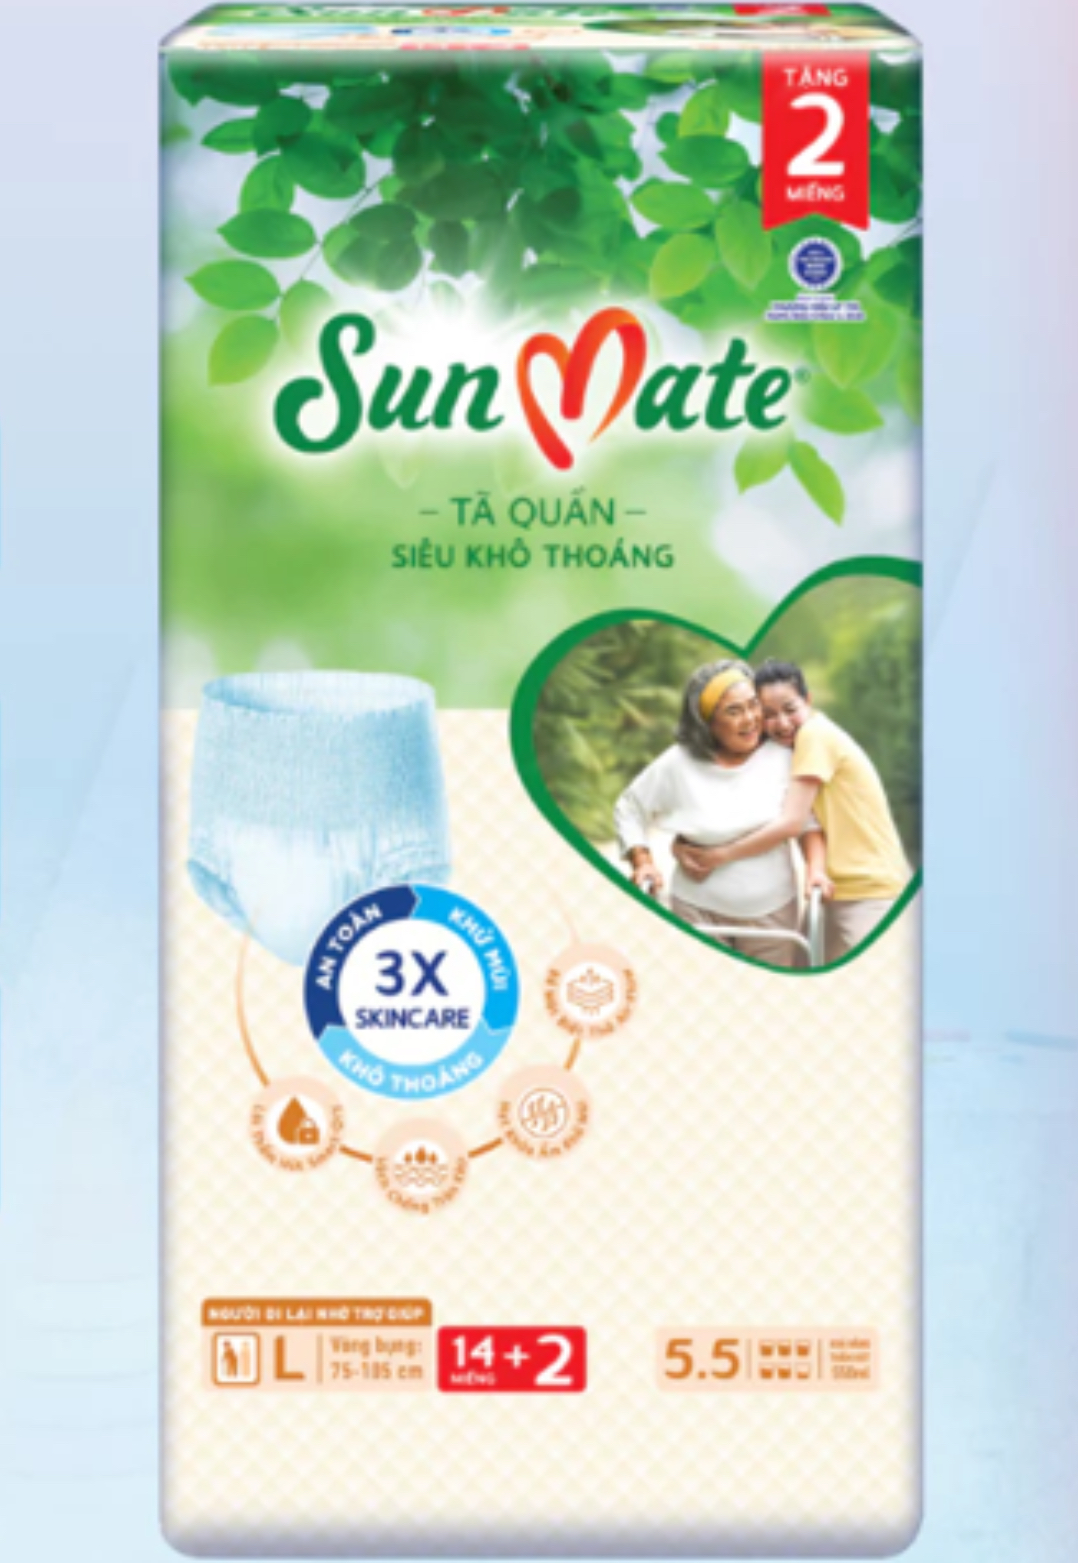 TẶNG
2
MIẾNG
SunMate®
- TÃ QUẦN -
SIÊU KHÔ THOÁNG
AN TOÀN
KHỬ MÙI
3X
SKINCARE
KHÔ THOÁNG
NGƯỜI ĐI LẠI NHỜ TRỢ GIÚP
L
Vòng bụng:
75-105 cm
14 + 2
MIẾNG
5.5